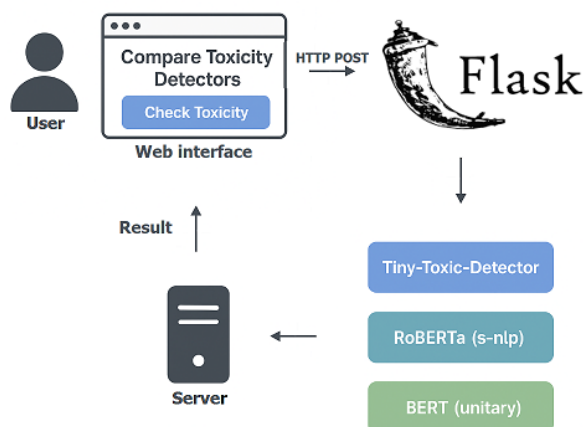 Compare Toxicity
Detectors
Check Toxicity
User
Web interface
HTTP POST
Flask
Tiny-Toxic-Detector
RoBERTa (s-nlp)
BERT (unitary)
Server
Result